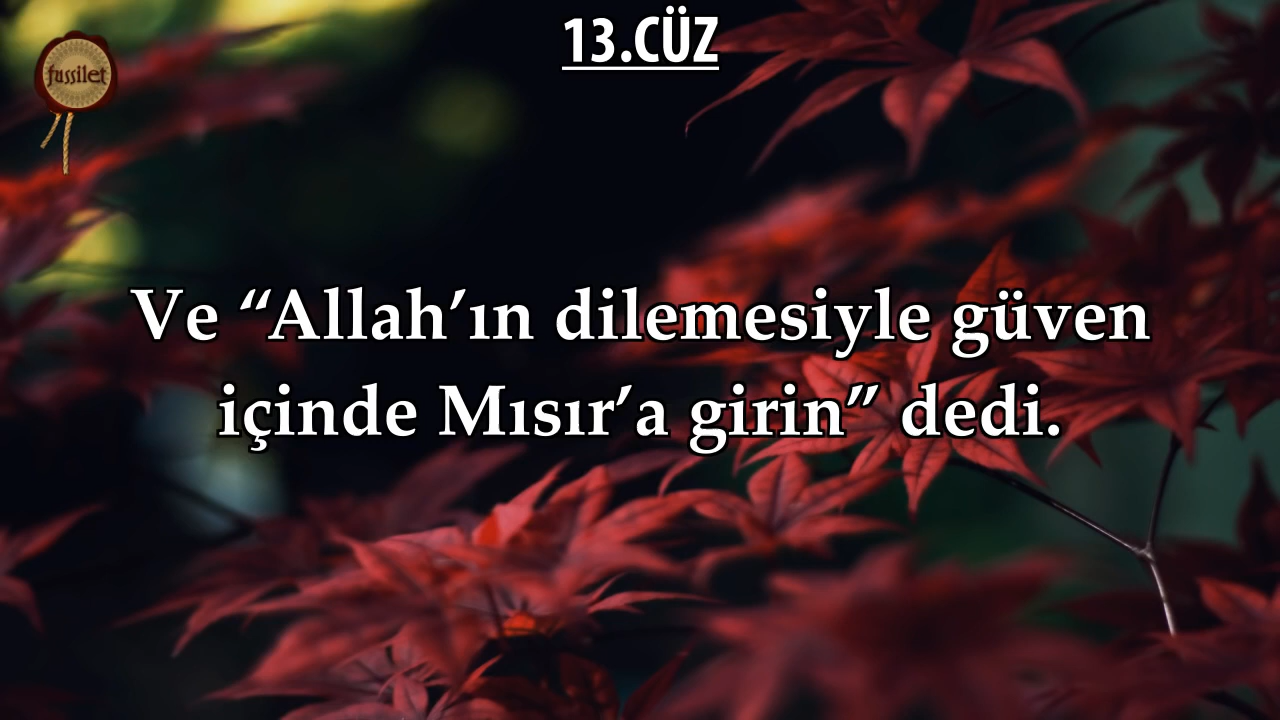 13.CÜZ
fussilet
Ve “Allah’ın dilemesiyle güven
içinde Mısır’a girin” dedi.